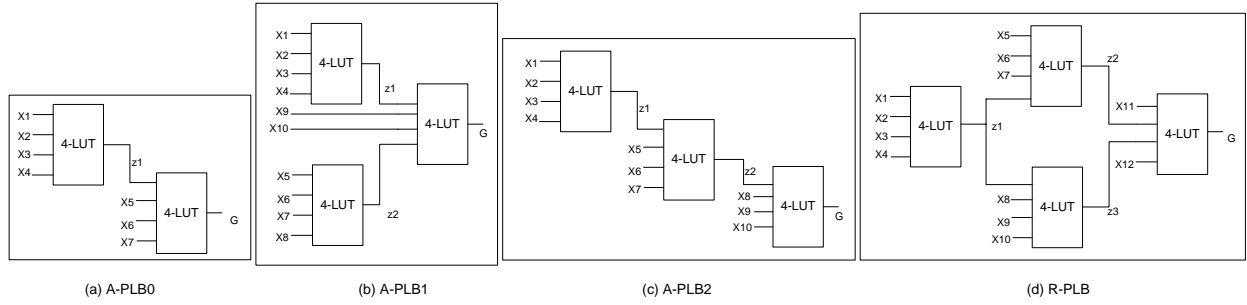 X1
X2
X3
X4
4-LUT
z1
X5
X6
X7
4-LUT
G
(a) A-PLB0
X1
X2
X3
X4
4-LUT
z1
X9
X10
4-LUT
G
X5
X6
X7
X8
4-LUT
z2
(b) A-PLB1
X1
X2
X3
X4
4-LUT
z1
X5
X6
X7
4-LUT
z2
X8
X9
X10
4-LUT
G
(c) A-PLB2
X1
X2
X3
X4
4-LUT
z1
X5
X6
X7
4-LUT
z2
X8
X9
X10
4-LUT
z3
X11
X12
4-LUT
G
(d) R-PLB